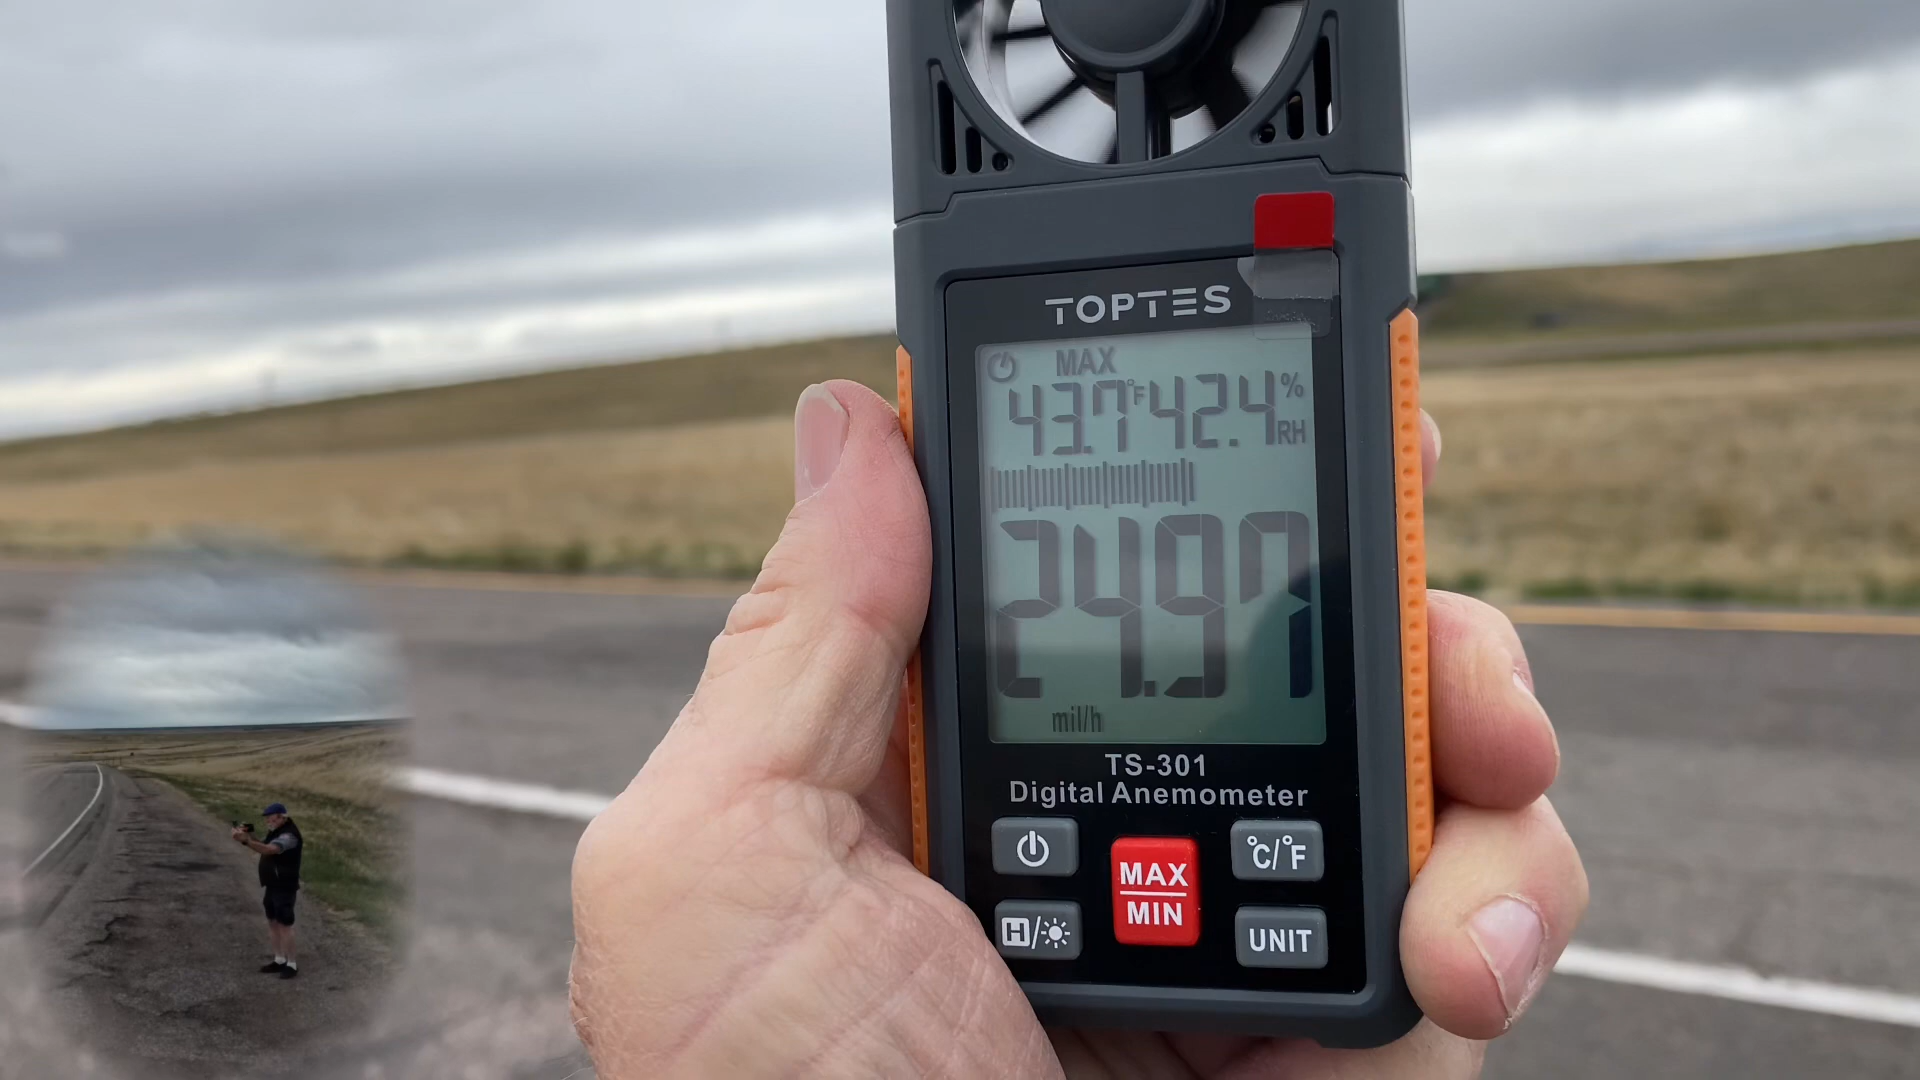 TOPTES
MAX
43.7°F 42.4%
RH
24.97
mil/h
TS-301
Digital Anemometer
MAX
MIN
°C/°F
H/
UNIT